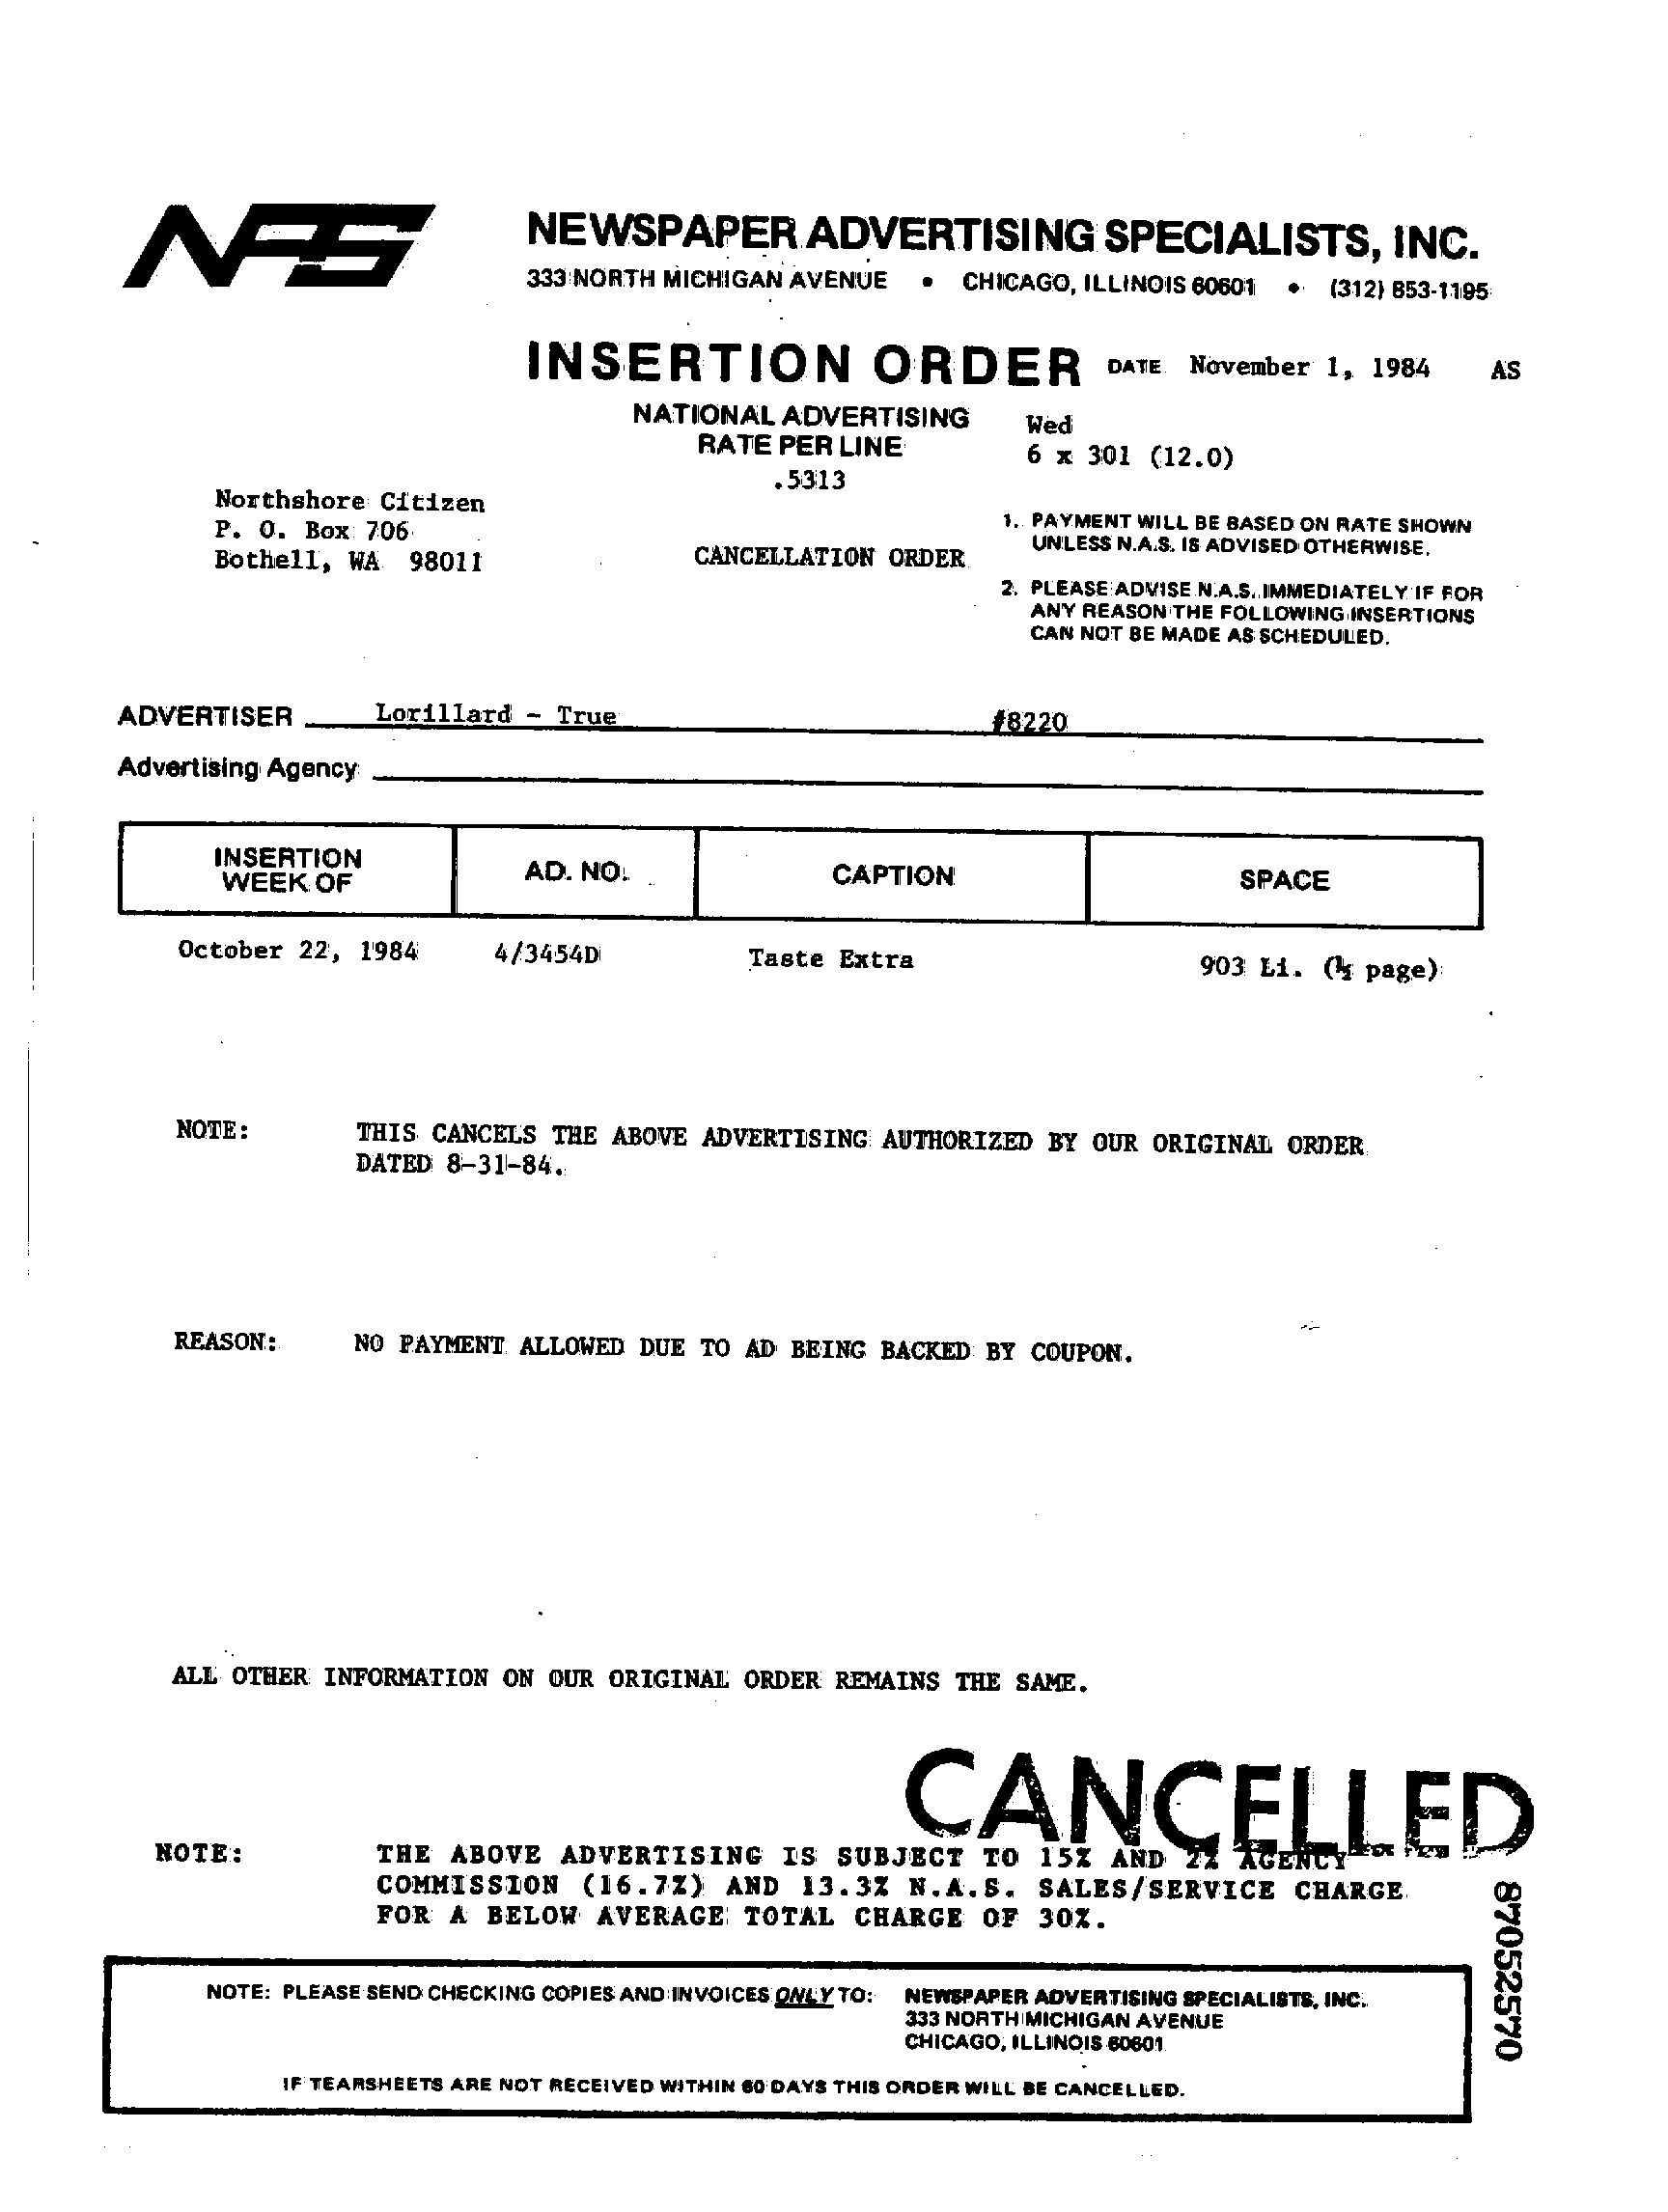 NAS
NEWSPAPER ADVERTISING SPECIALISTS, INC.
333 NORTH MICHIGAN AVENUE • CHICAGO, ILLINOIS 60601 • (312) 853-1195
INSERTION ORDER DATE November 1, 1984 AS
NATIONAL ADVERTISING
RATE PER LINE
.5313
Wed
6 x 301 (12.0)
Northshore Citizen
P. O. Box 706
Bothell, WA 98011
CANCELLATION ORDER
1. PAYMENT WILL BE BASED ON RATE SHOWN
UNLESS N.A.S. IS ADVISED OTHERWISE.
2. PLEASE ADVISE N.A.S. IMMEDIATELY IF FOR
ANY REASON THE FOLLOWING INSERTIONS
CAN NOT BE MADE AS SCHEDULED.
ADVERTISER Lorillard - True #8220
Advertising Agency
INSERTION
WEEK OF
AD. NO.
CAPTION
SPACE
October 22, 1984 4/3454D Taste Extra 903 Li. (½ page)
NOTE: THIS CANCELS THE ABOVE ADVERTISING AUTHORIZED BY OUR ORIGINAL ORDER
DATED 8-31-84.
REASON: NO PAYMENT ALLOWED DUE TO AD BEING BACKED BY COUPON.
ALL OTHER INFORMATION ON OUR ORIGINAL ORDER REMAINS THE SAME.
CANCELLED
NOTE: THE ABOVE ADVERTISING IS SUBJECT TO 15% AND 2% AGENCY
COMMISSION (16.7%) AND 13.3% N.A.S. SALES/SERVICE CHARGE
FOR A BELOW AVERAGE TOTAL CHARGE OF 30%.
87052570
NOTE: PLEASE SEND CHECKING COPIES AND INVOICES ONLY TO: NEWSPAPER ADVERTISING SPECIALISTS, INC.
333 NORTH MICHIGAN AVENUE
CHICAGO, ILLINOIS 60601
IF TEARSHEETS ARE NOT RECEIVED WITHIN 60 DAYS THIS ORDER WILL BE CANCELLED.